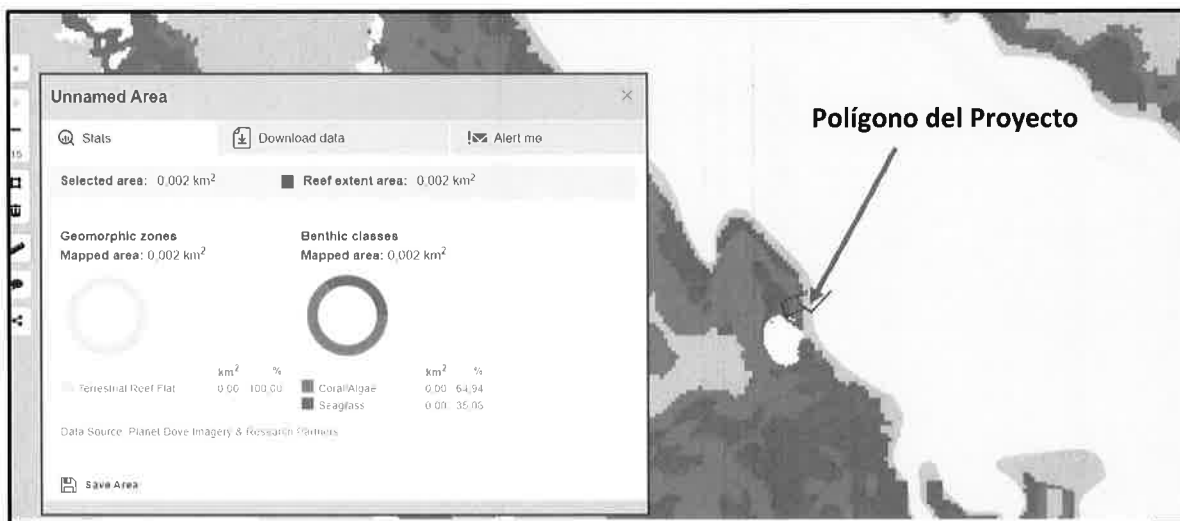 Unnamed Area
Stats
Download data
Alert me
Selected area: 0,002 km²
Reef extent area: 0,002 km²
Geomorphic zones
Mapped area: 0,002 km²
Benthic classes
Mapped area: 0,002 km²
km² %
Terrestrial Reef Flat 0.00 100,00
km² %
Coral/Algae 0.00 64,94
Seagrass 0.00 35,06
Data Source: Planet Dove Imagery & Research Partners
Save Area
Polígono del Proyecto
15